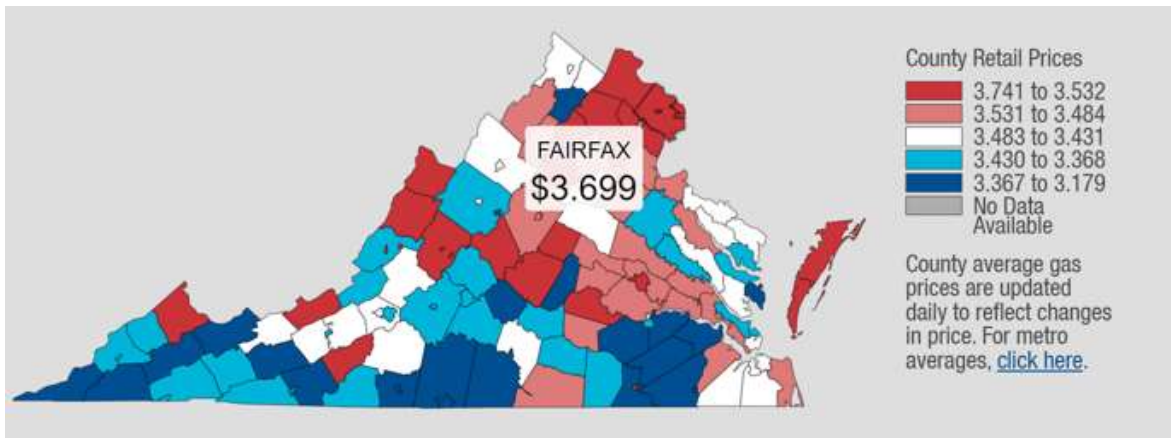 FAIRFAX
$3.699
County Retail Prices
3.741 to 3.532
3.531 to 3.484
3.483 to 3.431
3.430 to 3.368
3.367 to 3.179
No Data
Available
County average gas
prices are updated
daily to reflect changes
in price. For metro
averages, click here.